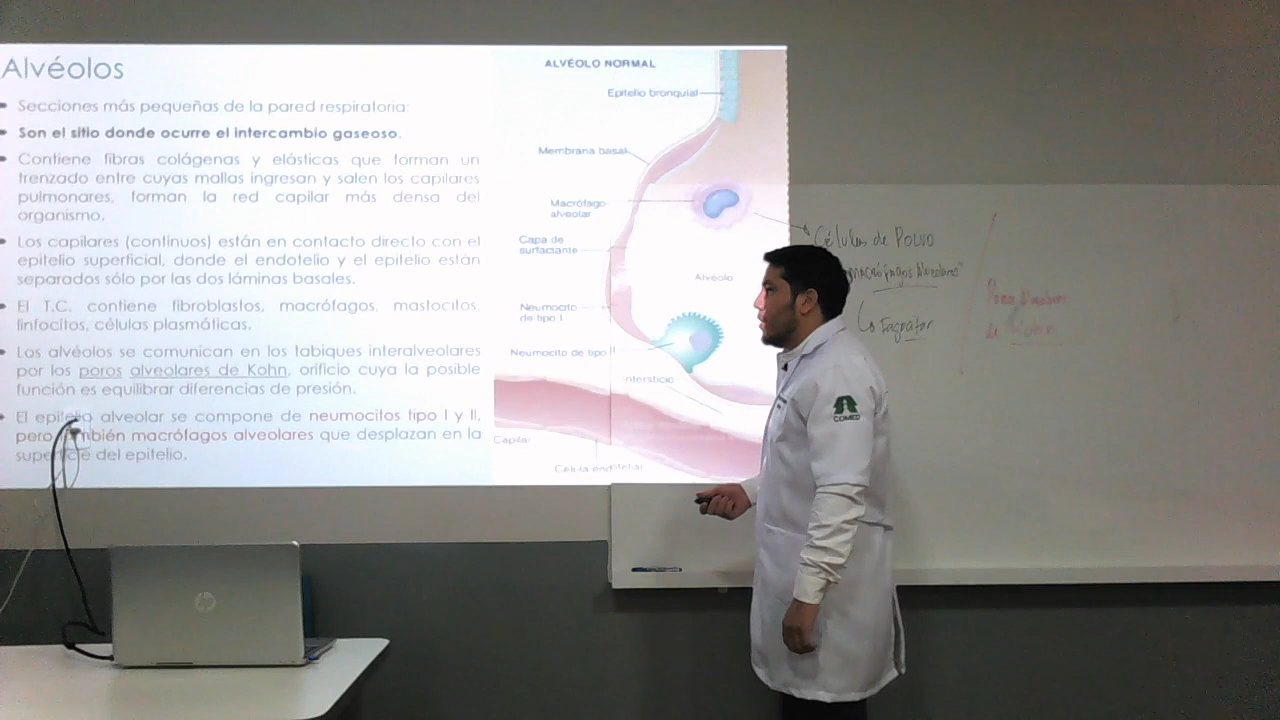 Alvéolos
Secciones más pequeñas de la pared respiratoria:
Son el sitio donde ocurre el intercambio gaseoso.
Contiene fibras colágenas y elásticas que forman un
trenzado entre cuyas mallas ingresan y salen los capilares
pulmonares, forman la red capilar más densa del
organismo.
Los capilares (continuos) están en contacto directo con el
epitelio superficial, donde el endotelio y el epitelio están
separados sólo por las dos láminas basales.
El T.C. contiene fibroblastos, macrófagos, mastocitos,
linfocitos, células plasmáticas.
Los alvéolos se comunican en los tabiques interalveolares
por los poros alveolares de Kohn, orificio cuya la posible
función es equilibrar diferencias de presión.
El epitelio alveolar se compone de neumocitos tipo I y II,
pero también macrófagos alveolares que desplazan en la
superficie del epitelio.
ALVÉOLO NORMAL
Epitelio bronquial
Membrana basal
Macrófago
alveolar
Capa de
surfactante
Alvéolo
Neumocito
de tipo I
Neumocito de tipo II
Intersticio
Capilar
Célula endotelial
Células de Polvo
macrófagos Alveolares"
Fagocitar
Poros Alveolares
de Kohn
COMED
hp